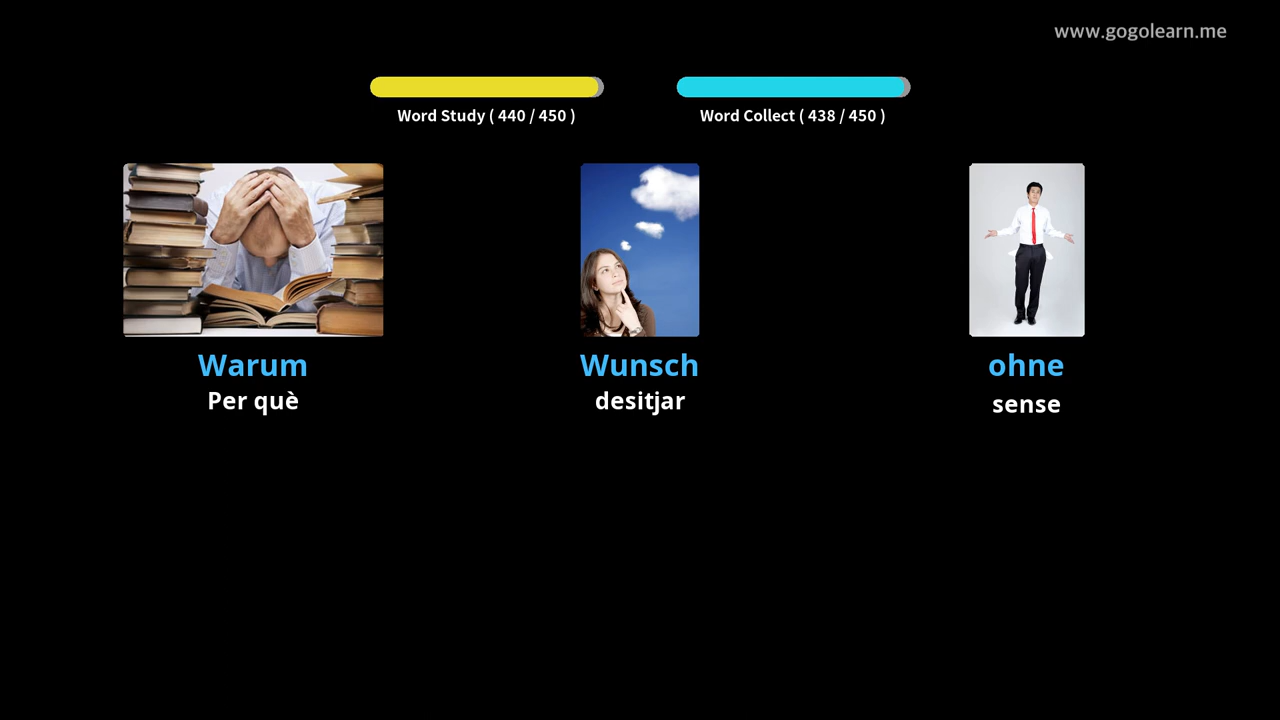 www.gogolearn.me
Word Study ( 440 / 450 )
Word Collect ( 438 / 450 )
Warum
Per què
Wunsch
desitjar
ohne
sense